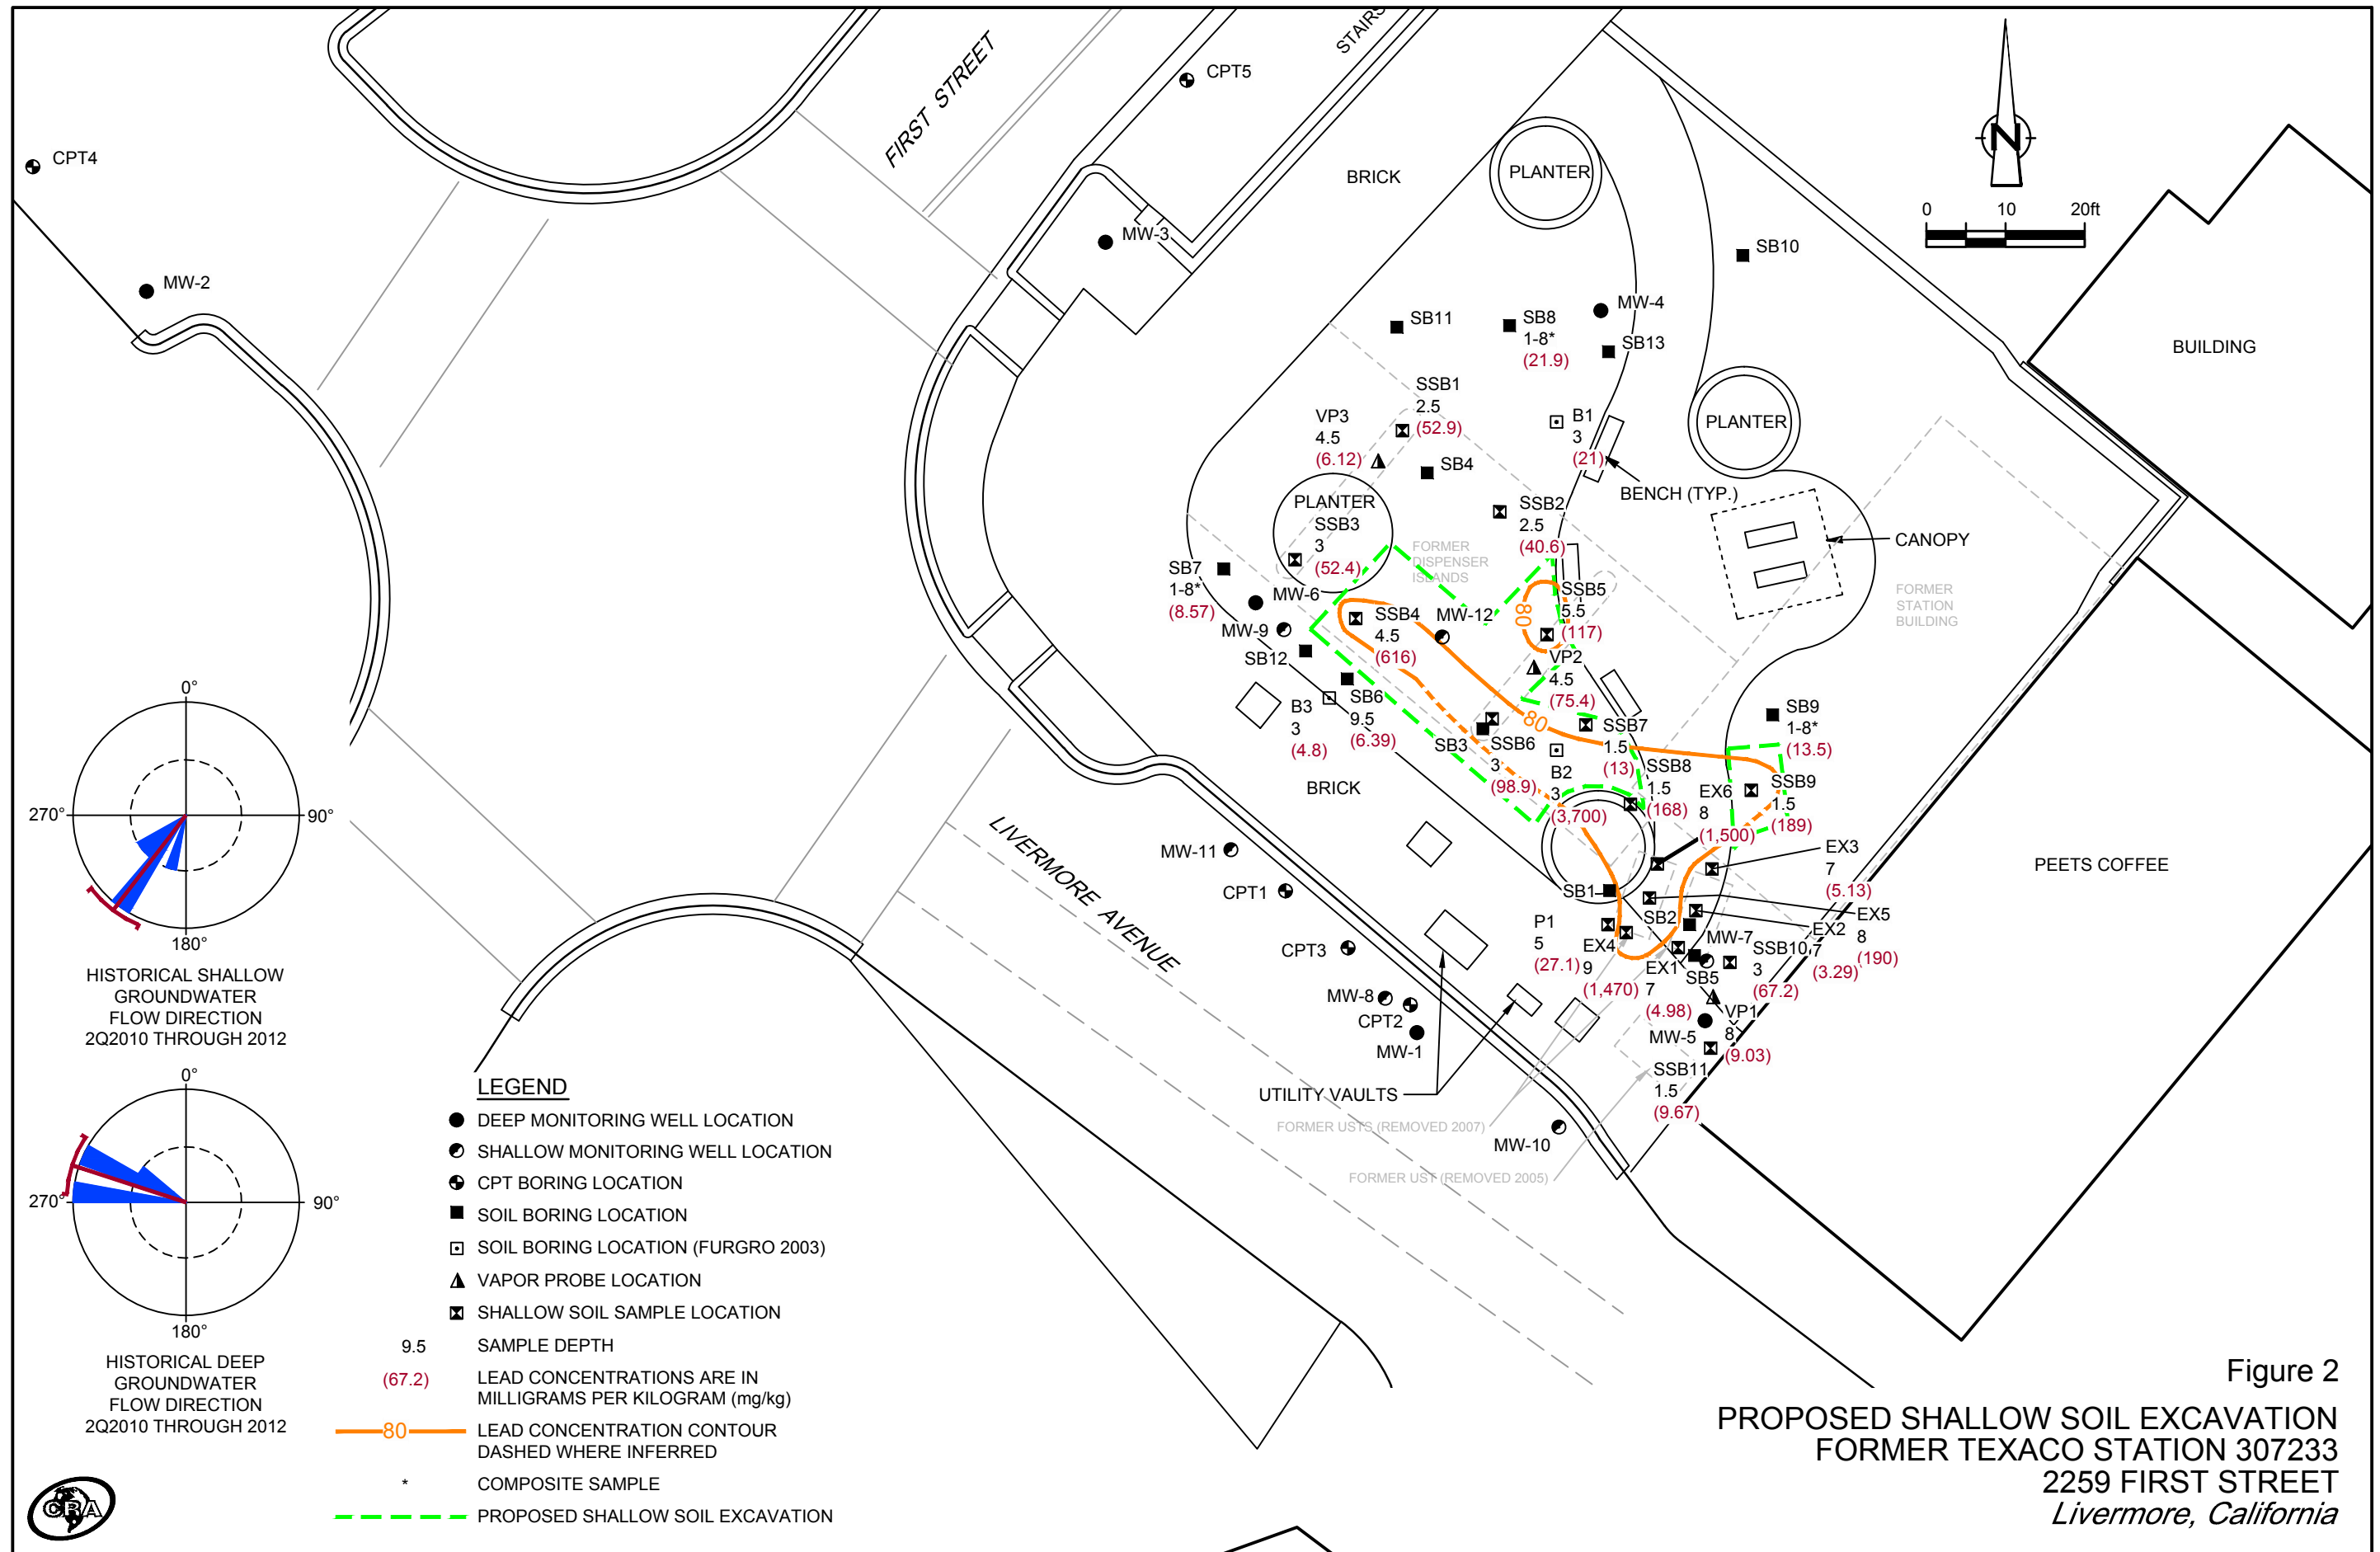 FIRST STREET
STAIRS
CPT5
CPT4
MW-3
MW-2
BRICK
PLANTER
N
0 10 20ft
SB10
BUILDING
MW-4
SB11
SB8
1-8*
(21.9)
SB13
SSB1
2.5
(52.9)
VP3
4.5
(6.12)
B1
3
(21)
SB4
PLANTER
BENCH (TYP.)
PLANTER
SSB3
3
(52.4)
SSB2
2.5
(40.6)
FORMER
DISPENSER
ISLANDS
CANOPY
FORMER
STATION
BUILDING
SB7
1-8*
(8.57)
MW-6
MW-9
SB12
SSB4
4.5
(616)
MW-12
80
SSB5
5.5
(117)
VP2
4.5
(75.4)
B3
3
(4.8)
SB6
9.5
(6.39)
SB3
SSB6
3
(98.9)
80
SSB7
1.5
(13)
B2
3
(3,700)
SSB8
1.5
(168)
SB9
1-8*
(13.5)
SSB9
1.5
(189)
EX6
8
(1,500)
BRICK
EX3
7
(5.13)
PEETS COFFEE
MW-11
CPT1
LIVERMORE AVENUE
SB1
SB2
P1
5
(27.1)
EX4
9
(1,470)
EX1
7
(4.98)
MW-7
SB5
SSB10
3
(67.2)
EX2
7
(3.29)
EX5
8
(190)
CPT3
MW-8
CPT2
MW-1
MW-5
VP1
8
(9.03)
SSB11
1.5
(9.67)
UTILITY VAULTS
FORMER USTS (REMOVED 2007)
MW-10
FORMER UST (REMOVED 2005)
0°
270°
90°
180°
HISTORICAL SHALLOW
GROUNDWATER
FLOW DIRECTION
2Q2010 THROUGH 2012
0°
270°
90°
180°
HISTORICAL DEEP
GROUNDWATER
FLOW DIRECTION
2Q2010 THROUGH 2012
LEGEND
DEEP MONITORING WELL LOCATION
SHALLOW MONITORING WELL LOCATION
CPT BORING LOCATION
SOIL BORING LOCATION
SOIL BORING LOCATION (FURGRO 2003)
VAPOR PROBE LOCATION
SHALLOW SOIL SAMPLE LOCATION
9.5 SAMPLE DEPTH
(67.2) LEAD CONCENTRATIONS ARE IN
MILLIGRAMS PER KILOGRAM (mg/kg)
80 LEAD CONCENTRATION CONTOUR
DASHED WHERE INFERRED
* COMPOSITE SAMPLE
PROPOSED SHALLOW SOIL EXCAVATION
CRA
Figure 2
PROPOSED SHALLOW SOIL EXCAVATION
FORMER TEXACO STATION 307233
2259 FIRST STREET
Livermore, California